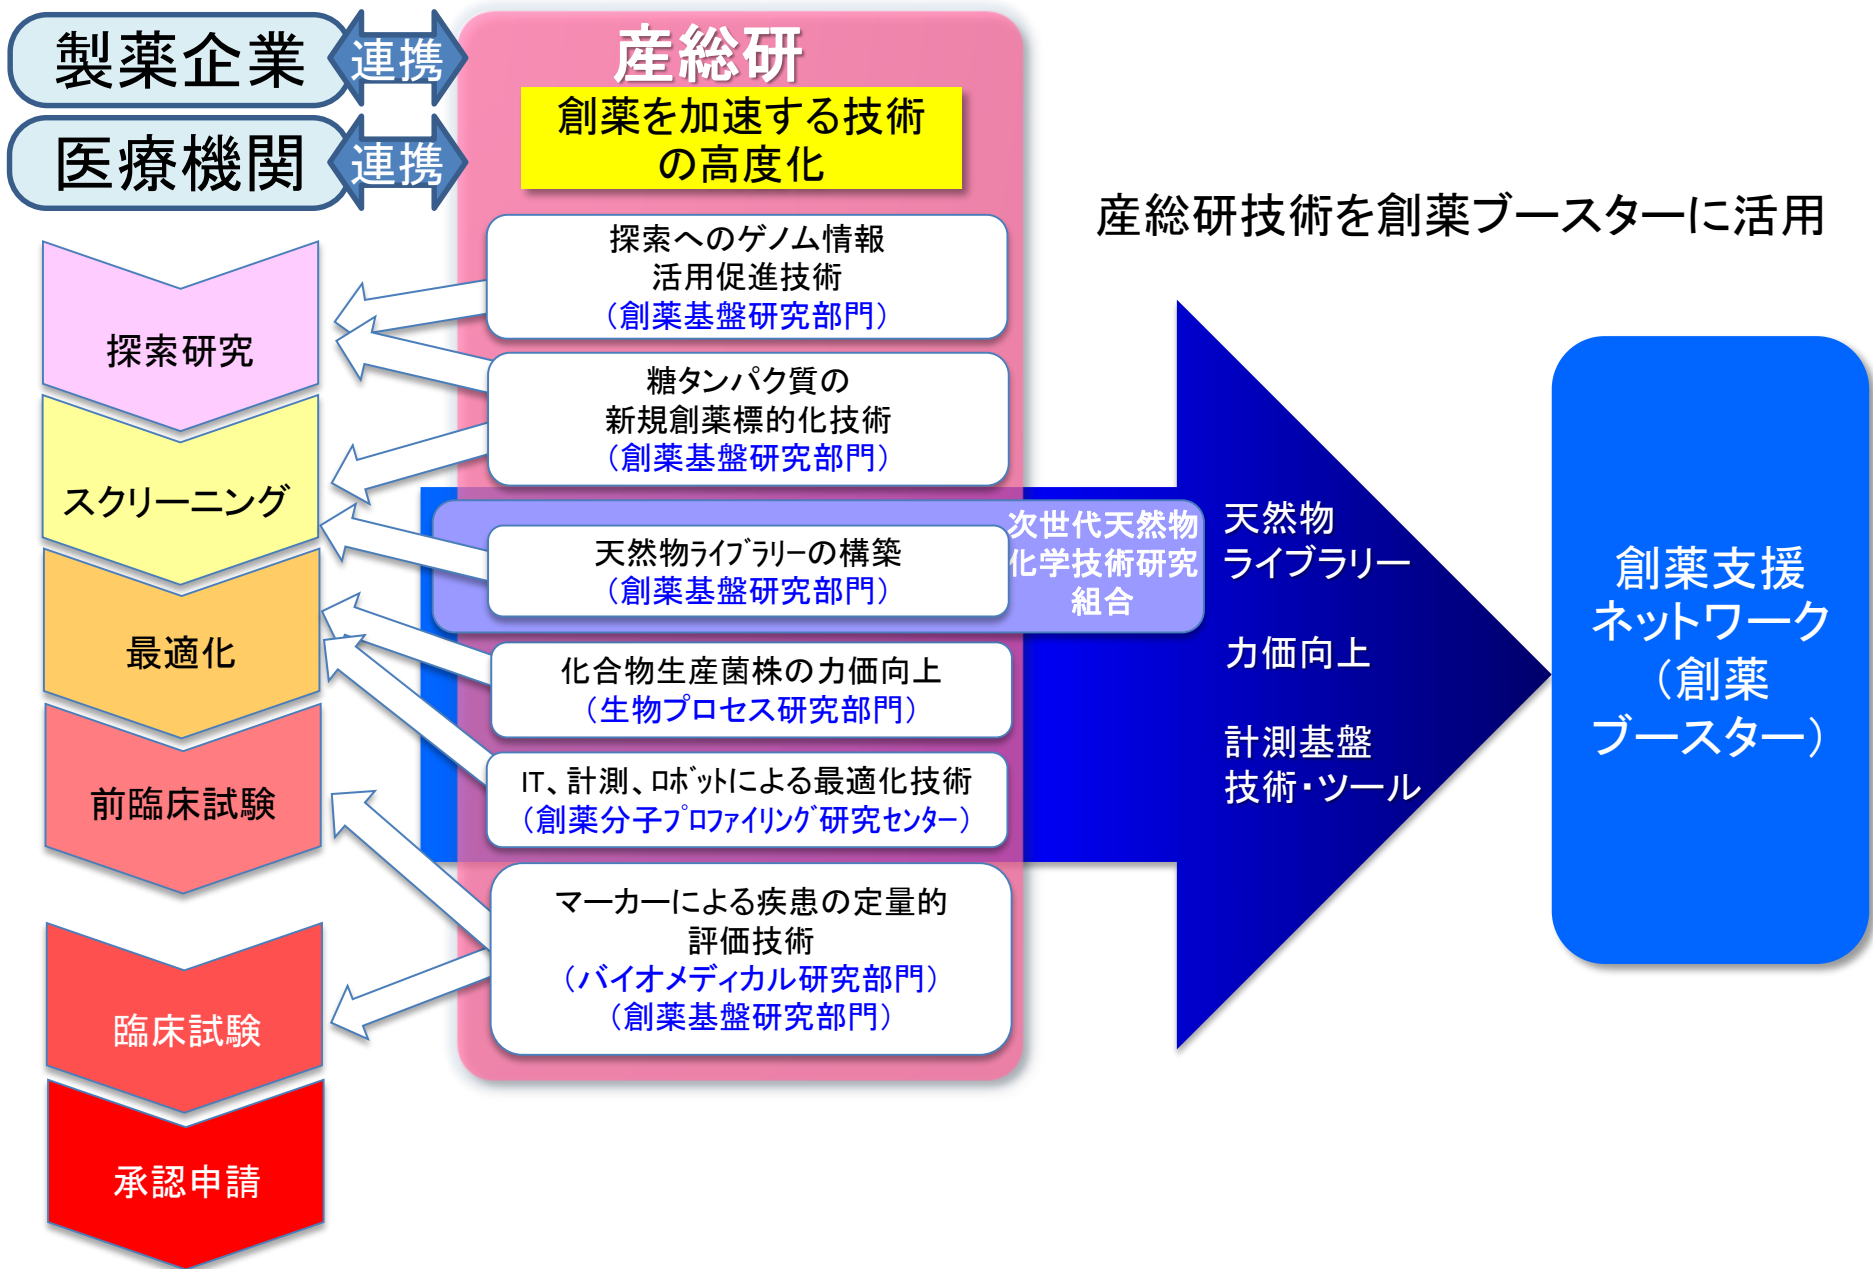 製薬企業
連携
医療機関
連携
産総研
創薬を加速する技術
の高度化
産総研技術を創薬ブースターに活用
探索研究
スクリーニング
最適化
前臨床試験
臨床試験
承認申請
探索へのゲノム情報
活用促進技術
（創薬基盤研究部門）
糖タンパク質の
新規創薬標的化技術
（創薬基盤研究部門）
天然物ﾗｲﾌﾞﾗﾘｰの構築
（創薬基盤研究部門）
次世代天然物
化学技術研究
組合
化合物生産菌株の力価向上
（生物プロセス研究部門）
IT、計測、ﾛﾎﾞｯﾄによる最適化技術
（創薬分子ﾌﾟﾛﾌｧｲﾘﾝｸﾞ研究ｾﾝﾀｰ）
マーカーによる疾患の定量的
評価技術
（バイオメディカル研究部門）
（創薬基盤研究部門）
天然物
ライブラリー
力価向上
計測基盤
技術・ツール
創薬支援
ネットワーク
（創薬
ブースター）